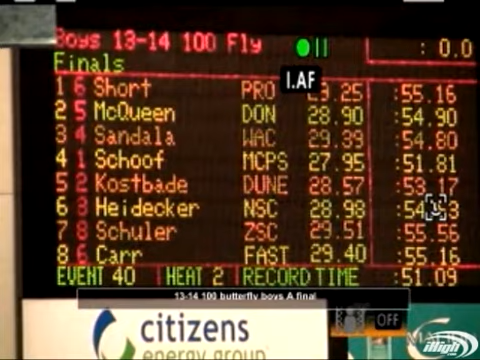 Boys 13-14 100 Fly : 0.0
Finals
1 6 Short PRO .25 :55.16
I.AF
2 5 McQueen DON 28.90 :54.90
3 4 Sandala WAC 29.39 :54.80
4 1 Schoof MCPS 27.95 :51.81
5 2 Kostbade DUNE 28.57 :53.17
6 3 Heidecker NSC 28.98 :54. 3
7 8 Schuler ZSC 29.51 :55.56
8 6 Carr FAST 29.40 :55.16
EVENT 40 HEAT 2 RECORD TIME :51.09
13-14 100 butterfly boys A final
OFF
citizens
energy group
iHigh